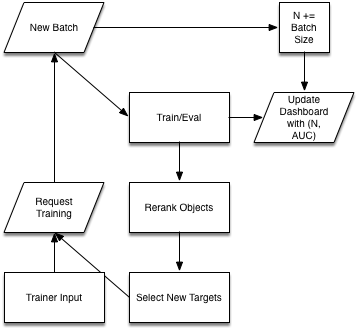 New Batch
N +=
Batch
Size
Train/Eval
Update
Dashboard
with (N,
AUC)
Request
Training
Rerank Objects
Trainer Input
Select New Targets